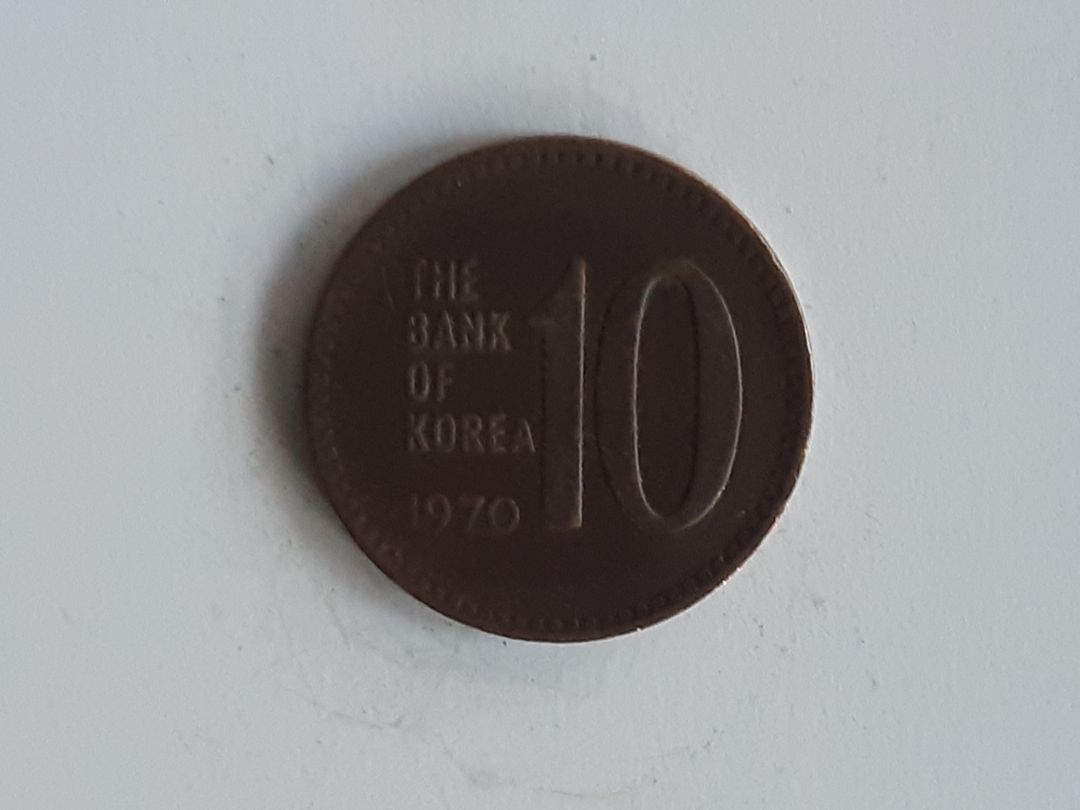 THE
BANK
OF
KOREA
1970
10